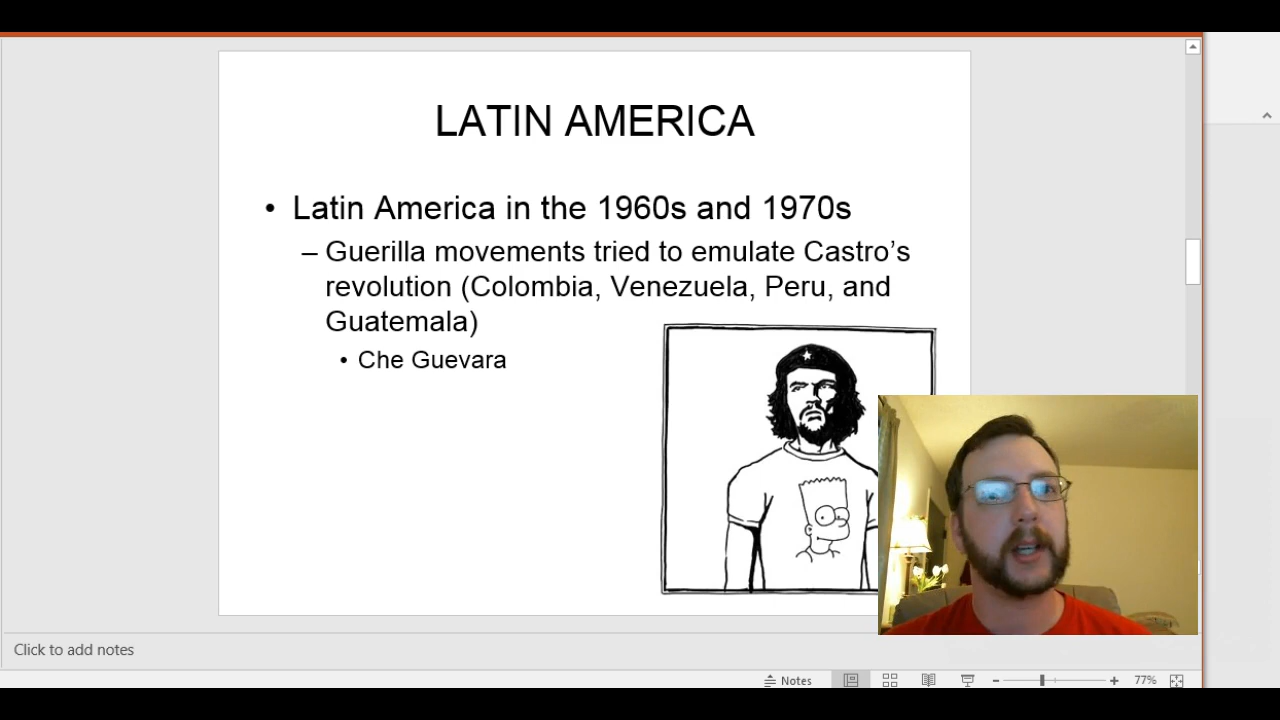 LATIN AMERICA
• Latin America in the 1960s and 1970s
– Guerilla movements tried to emulate Castro’s
revolution (Colombia, Venezuela, Peru, and
Guatemala)
• Che Guevara
Click to add notes
Notes
77%